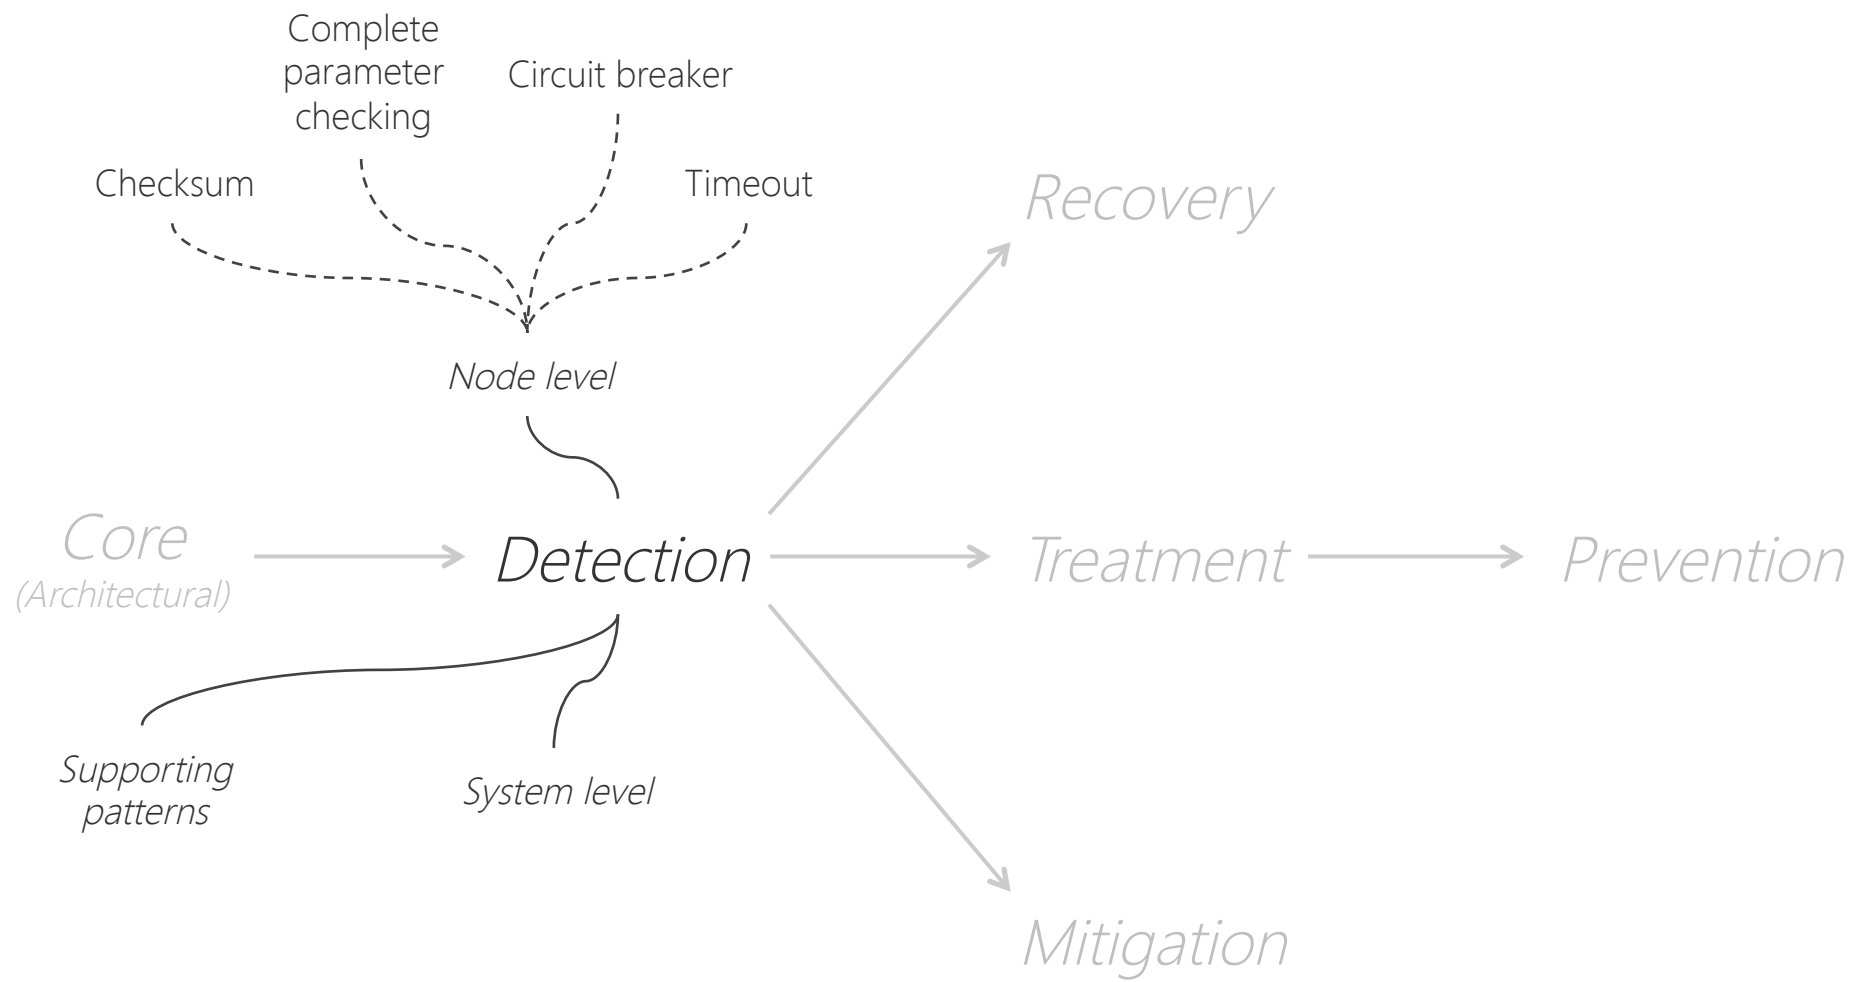 Complete
parameter
checking
Circuit breaker
Checksum
Timeout
Recovery
Node level
Core
(Architectural)
Detection
Treatment
Prevention
Supporting
patterns
System level
Mitigation